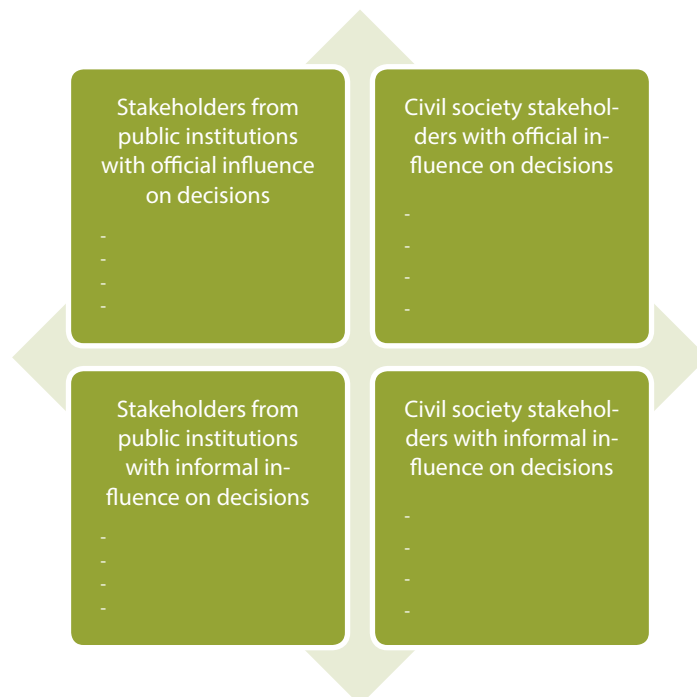 Stakeholders from
public institutions
with official influence
on decisions
-
-
-
-
Civil society stakehol-
ders with official in-
fluence on decisions
-
-
-
-
Stakeholders from
public institutions
with informal in-
fluence on decisions
-
-
-
-
Civil society stakehol-
ders with informal in-
fluence on decisions
-
-
-
-